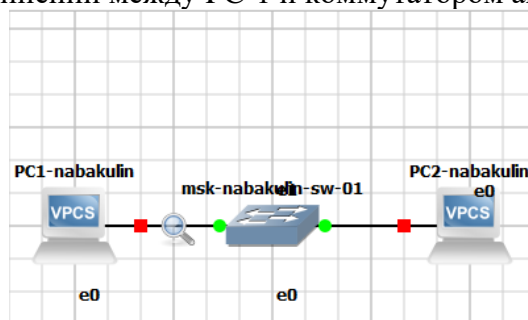 PC1-nabakulin
PC2-nabakulin
msk-nabakulin-sw-01
e0
VPCS
VPCS
e0
e0